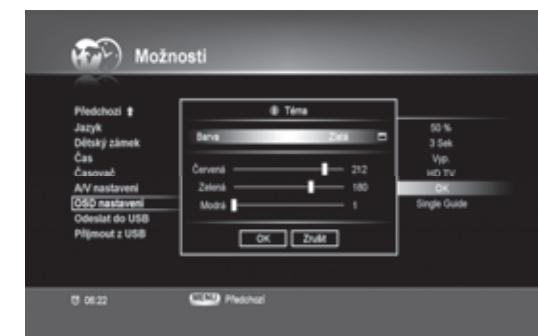 Možnosti
Předchozí
Jazyk
Dětský zámek
Čas
Časovač
A/V nastavení
OSD nastavení
Odeslat do USB
Přijmout z USB
Téma
Barva Zlatá
Červená 212
Zelená 180
Modrá 1
OK Zrušit
50 %
3 Sek
Vyp.
HD TV
OK
Single Guide
06:22
MENU Předchozí